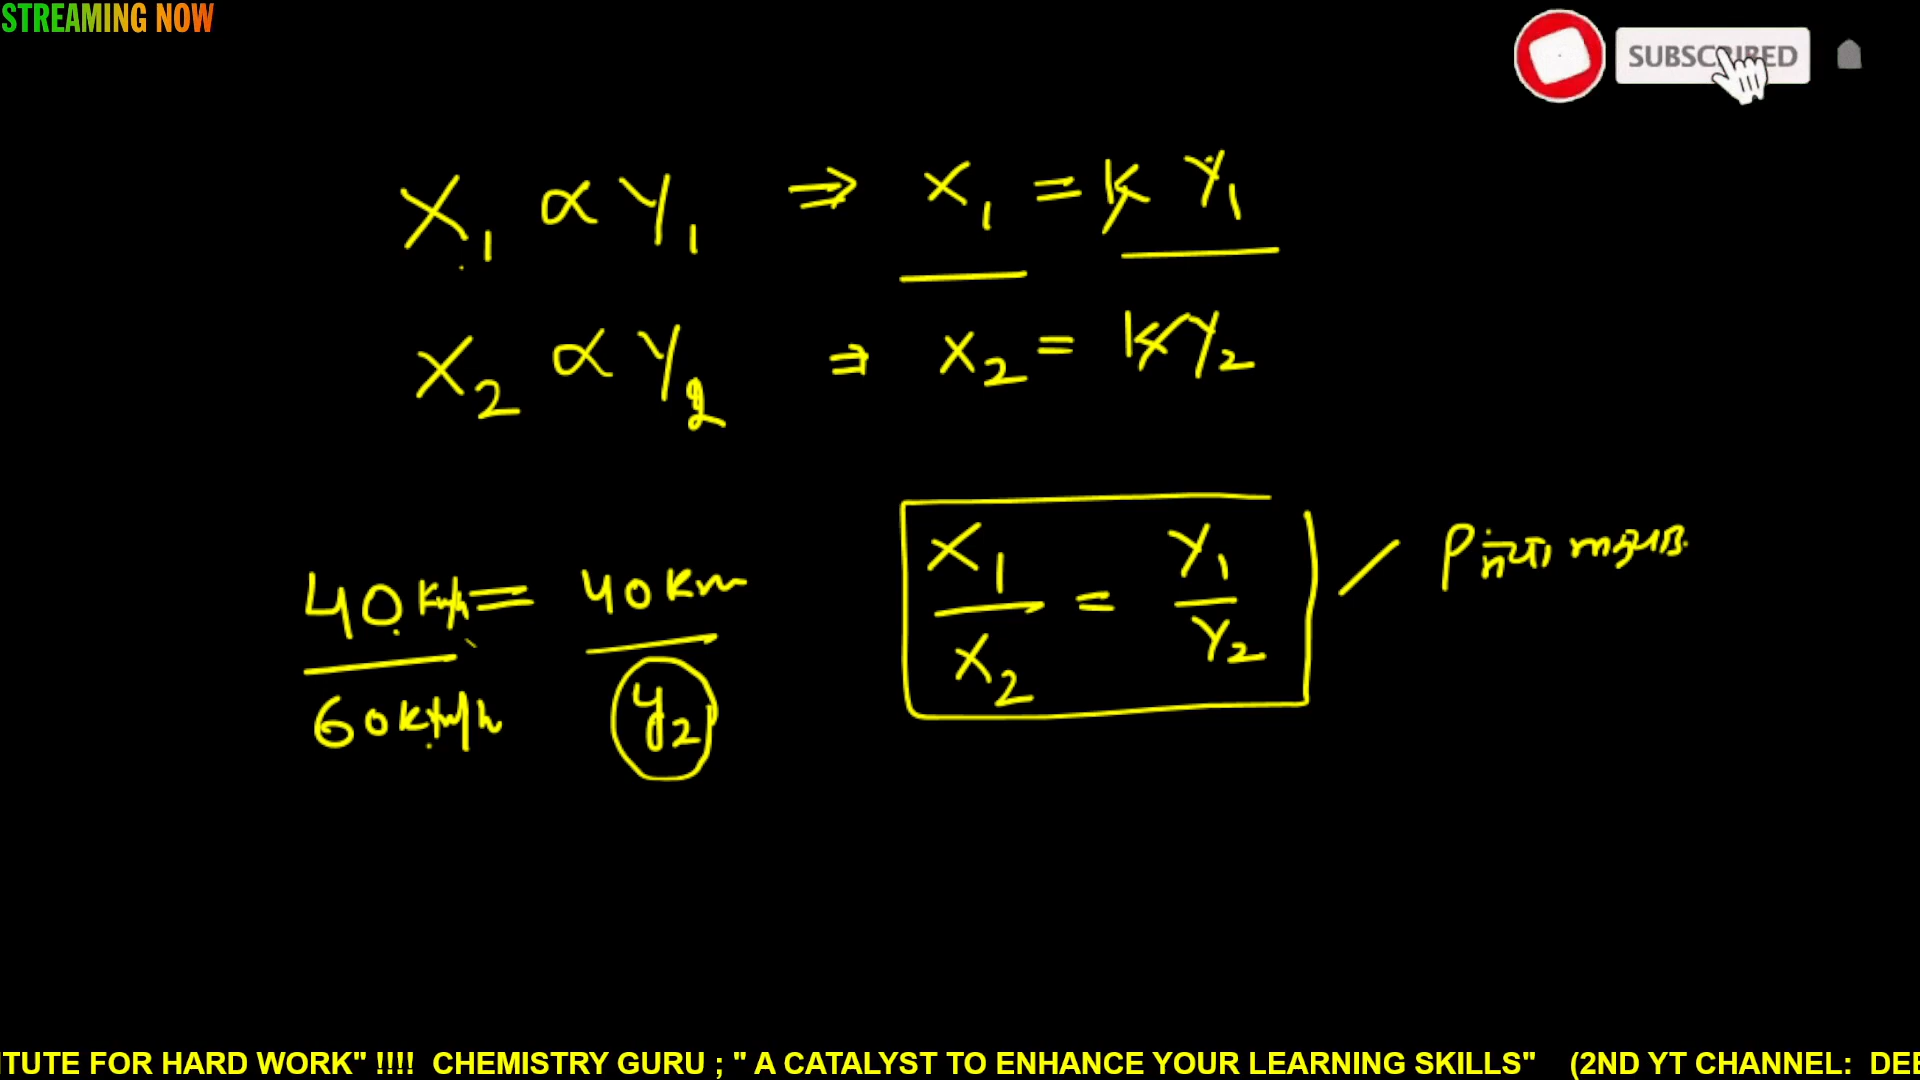 STREAMING NOW
SUBSCRIBED
X₁ ∝ Y₁ ⇒ X₁ = K Y₁
X₂ ∝ Y₂ ⇒ X₂ = K Y₂
X₁/X₂ = Y₁/Y₂
40 Km/h / 60 Km/h = 40 Km / y₂
ITUTE FOR HARD WORK" !!!! CHEMISTRY GURU ; " A CATALYST TO ENHANCE YOUR LEARNING SKILLS" (2ND YT CHANNEL: DEE